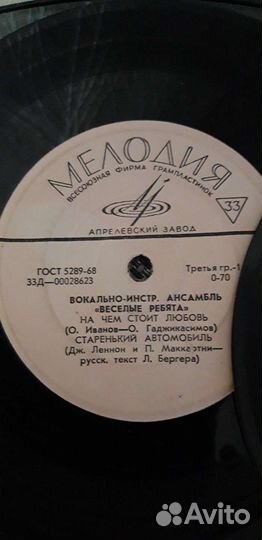 МЕЛОДИЯ
ВСЕСОЮЗНАЯ ФИРМА ГРАМПЛАСТИНОК
33
АПРЕЛЕВСКИЙ ЗАВОД
ГОСТ 5289-68
Третья гр.-1
33Д—00028623
0-70
ВОКАЛЬНО-ИНСТР. АНСАМБЛЬ
«ВЕСЕЛЫЕ РЕБЯТА»
НА ЧЕМ СТОИТ ЛЮБОВЬ
(О. Иванов—О. Гаджикасимов)
СТАРЕНЬКИЙ АВТОМОБИЛЬ
(Дж. Леннон и П. Маккартни—
русск. текст Л. Бергера)
Avito